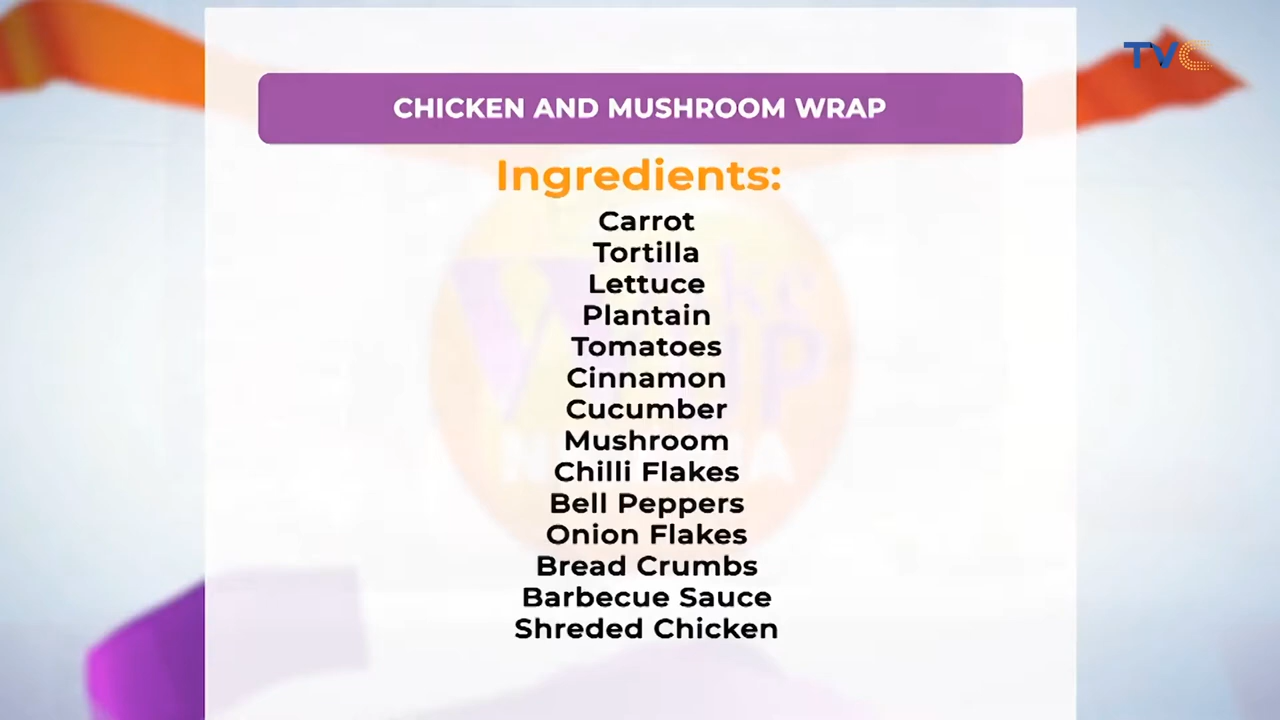 TVC
CHICKEN AND MUSHROOM WRAP
Ingredients:
Carrot
Tortilla
Lettuce
Plantain
Tomatoes
Cinnamon
Cucumber
Mushroom
Chilli Flakes
Bell Peppers
Onion Flakes
Bread Crumbs
Barbecue Sauce
Shreded Chicken